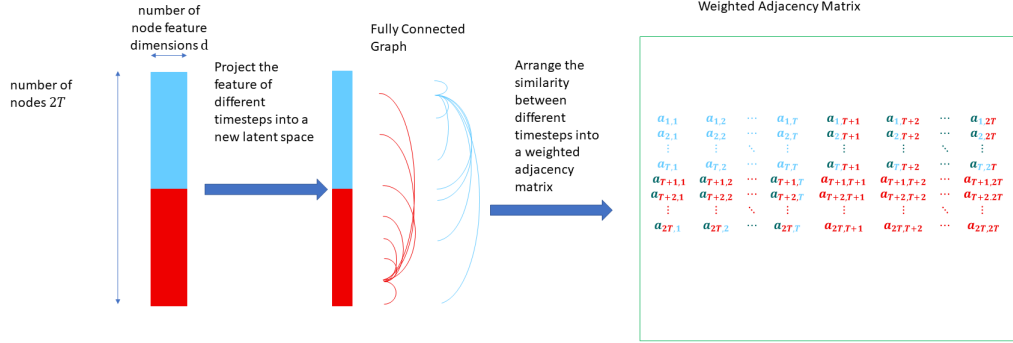 number of
node feature
dimensions d
number of
nodes 2T
Project the
feature of
different
timesteps into a
new latent space
Fully Connected
Graph
Arrange the
similarity
between
different
timesteps into
a weighted
adjacency
matrix
Weighted Adjacency Matrix
a1,1 a1,2 ⋯ a1,T a1,T+1 a1,T+2 ⋯ a1,2T
a2,1 a2,2 ⋯ a2,T a2,T+1 a2,T+2 ⋯ a2,2T
⋮ ⋮ ⋱ ⋮ ⋮ ⋮ ⋱ ⋮
aT,1 aT,2 ⋯ aT,T aT,T+1 aT,T+2 ⋯ aT,2T
aT+1,1 aT+1,2 ⋯ aT+1,T aT+1,T+1 aT+1,T+2 ⋯ aT+1,2T
aT+2,1 aT+2,2 ⋯ aT+2,T aT+2,T+1 aT+2,T+2 ⋯ aT+2,2T
⋮ ⋮ ⋱ ⋮ ⋮ ⋮ ⋱ ⋮
a2T,1 a2T,2 ⋯ a2T,T a2T,T+1 a2T,T+2 ⋯ a2T,2T